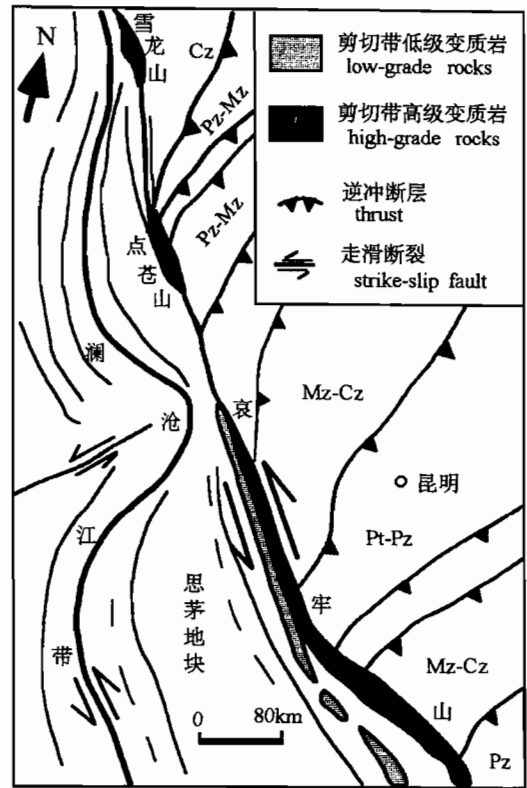 N
雪龙山
Cz
Pz-Mz
Pz-Mz
点苍山
剪切带低级变质岩
low-grade rocks
剪切带高级变质岩
high-grade rocks
逆冲断层
thrust
走滑断裂
strike-slip fault
澜沧江带
哀牢山
Mz-Cz
昆明
Pt-Pz
思茅地块
Mz-Cz
0 80km
Pz